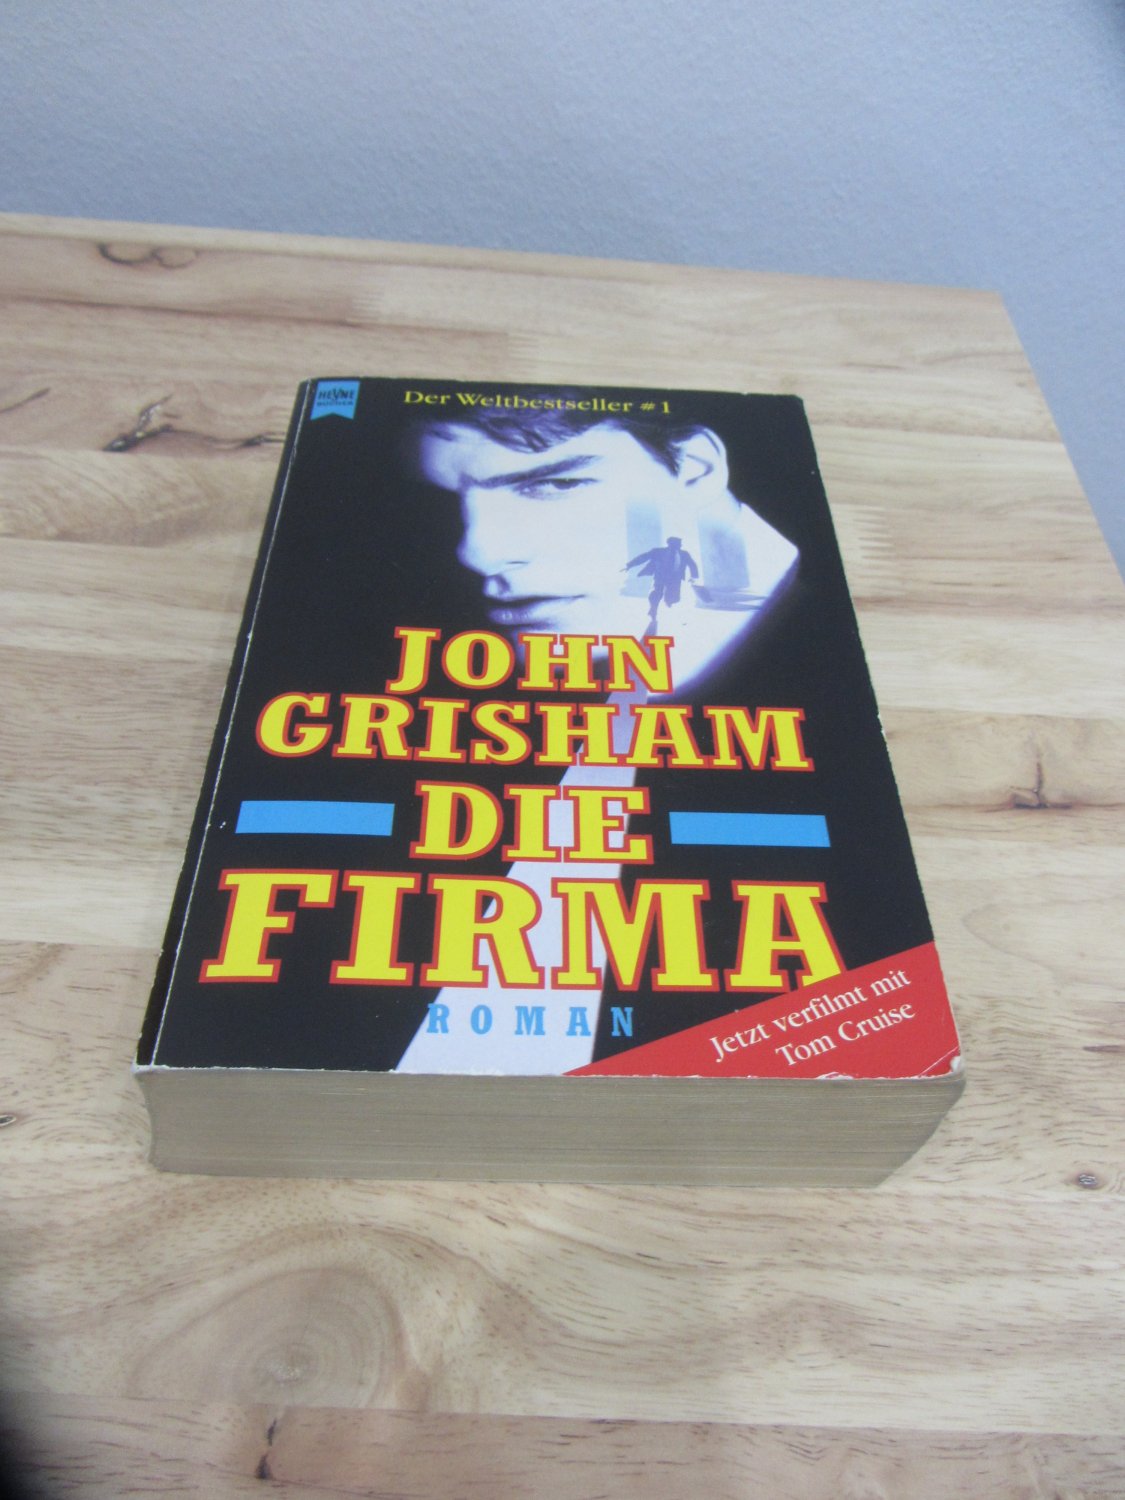 HEYNE
BÜCHER
Der Weltbestseller #1
JOHN
GRISHAM
DIE
FIRMA
ROMAN
Jetzt verfilmt mit
Tom Cruise